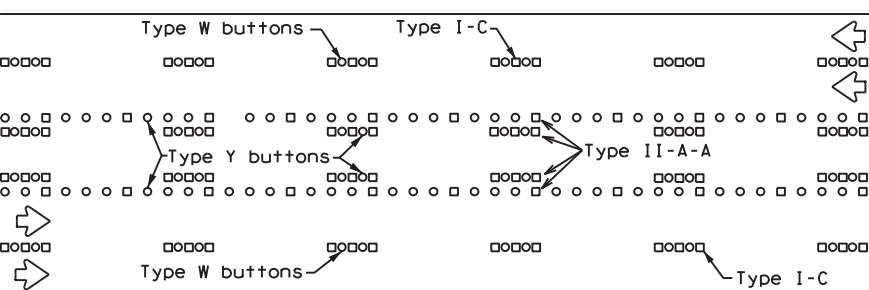 Type W buttons
Type I-C
Type Y buttons
Type II-A-A
Type W buttons
Type I-C